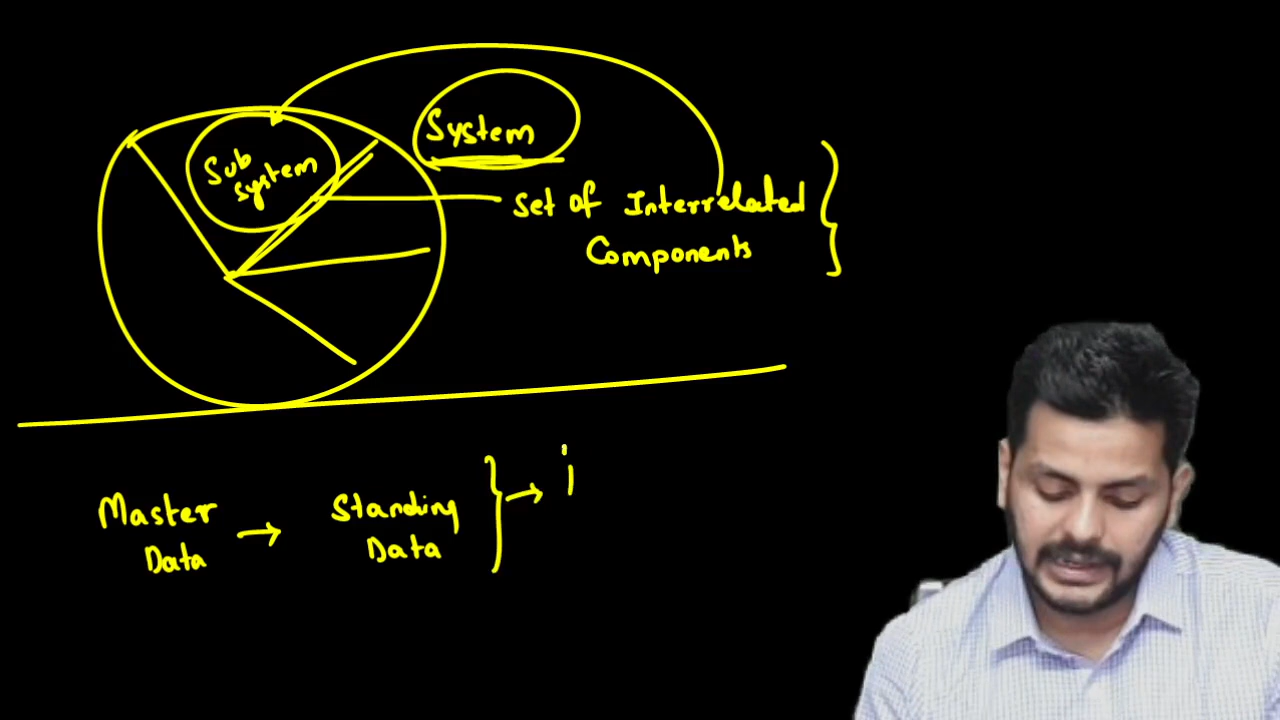 System
Sub
system
Set of Interrelated
Components
Master
Data
→ Standing
Data
→ i